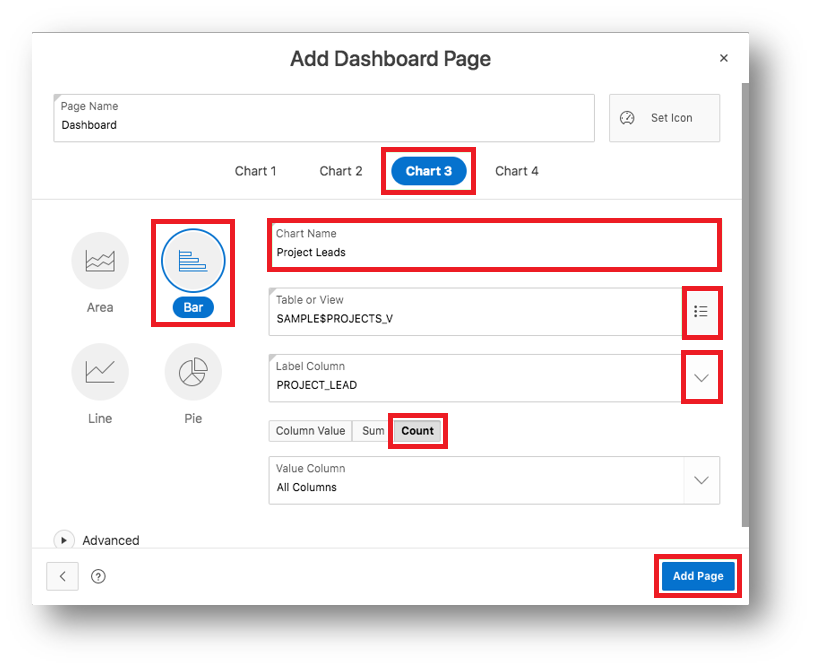 Add Dashboard Page
×
Page Name
Dashboard
Set Icon
Chart 1
Chart 2
Chart 3
Chart 4
Area
Bar
Line
Pie
Chart Name
Project Leads
Table or View
SAMPLE$PROJECTS_V
Label Column
PROJECT_LEAD
Column Value
Sum
Count
Value Column
All Columns
Advanced
?
Add Page